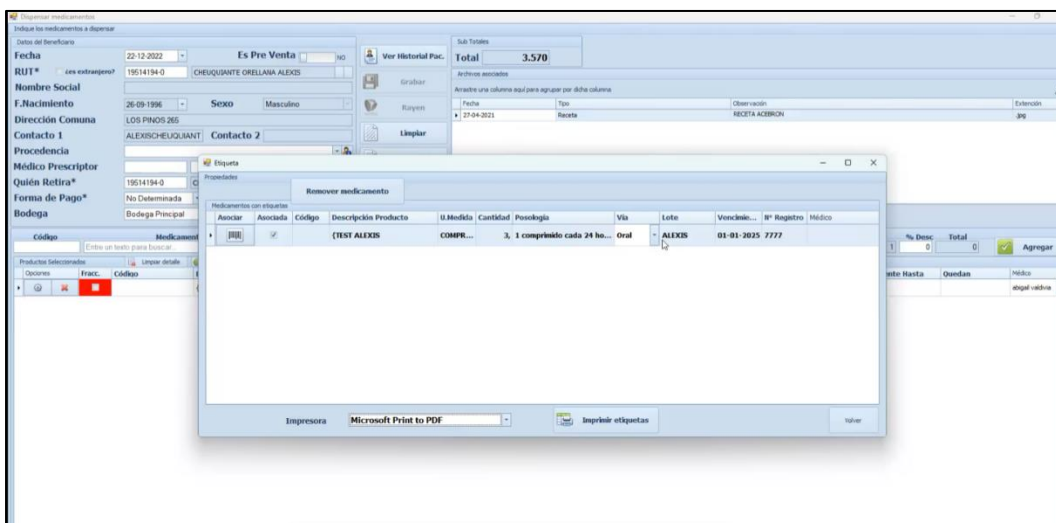 Dispensar medicamentos
Indique los medicamentos a dispensar
Datos del Beneficiario
Fecha 22-12-2022 Es Pre Venta NO
RUT* ¿es extranjero? 19514194-0 CHEUQUIANTE ORELLANA ALEXIS
Nombre Social
F.Nacimiento 26-09-1996 Sexo Masculino
Dirección Comuna LOS PINOS 265
Contacto 1 ALEXISCHEUQUIANT Contacto 2
Procedencia
Médico Prescriptor
Quién Retira* 19514194-0
Forma de Pago* No Determinada
Bodega Bodega Principal
Ver Historial Pac.
Grabar
Rayen
Limpiar
Sub Totales
Total 3.570
Archivos asociados
Arrastre una columna aquí para agrupar por dicha columna
Fecha Tipo Observación Extención
27-04-2021 Receta RECETA ACEBRON .jpg
Código Medicament
Entre un texto para buscar...
% Desc Total
1 0 0 Agregar
Productos Seleccionados Limpiar detalle
Opciones Fracc. Código
ente Hasta Quedan Médico
abigail valdivia
Etiqueta
Propiedades
Remover medicamento
Medicamentos con etiquetas
Asociar Asociada Código Descripción Producto U.Medida Cantidad Posología Vía Lote Vencimie... Nº Registro Médico
(TEST ALEXIS COMPR... 3, 1 comprimido cada 24 ho... Oral ALEXIS 01-01-2025 7777
Impresora Microsoft Print to PDF Imprimir etiquetas Volver